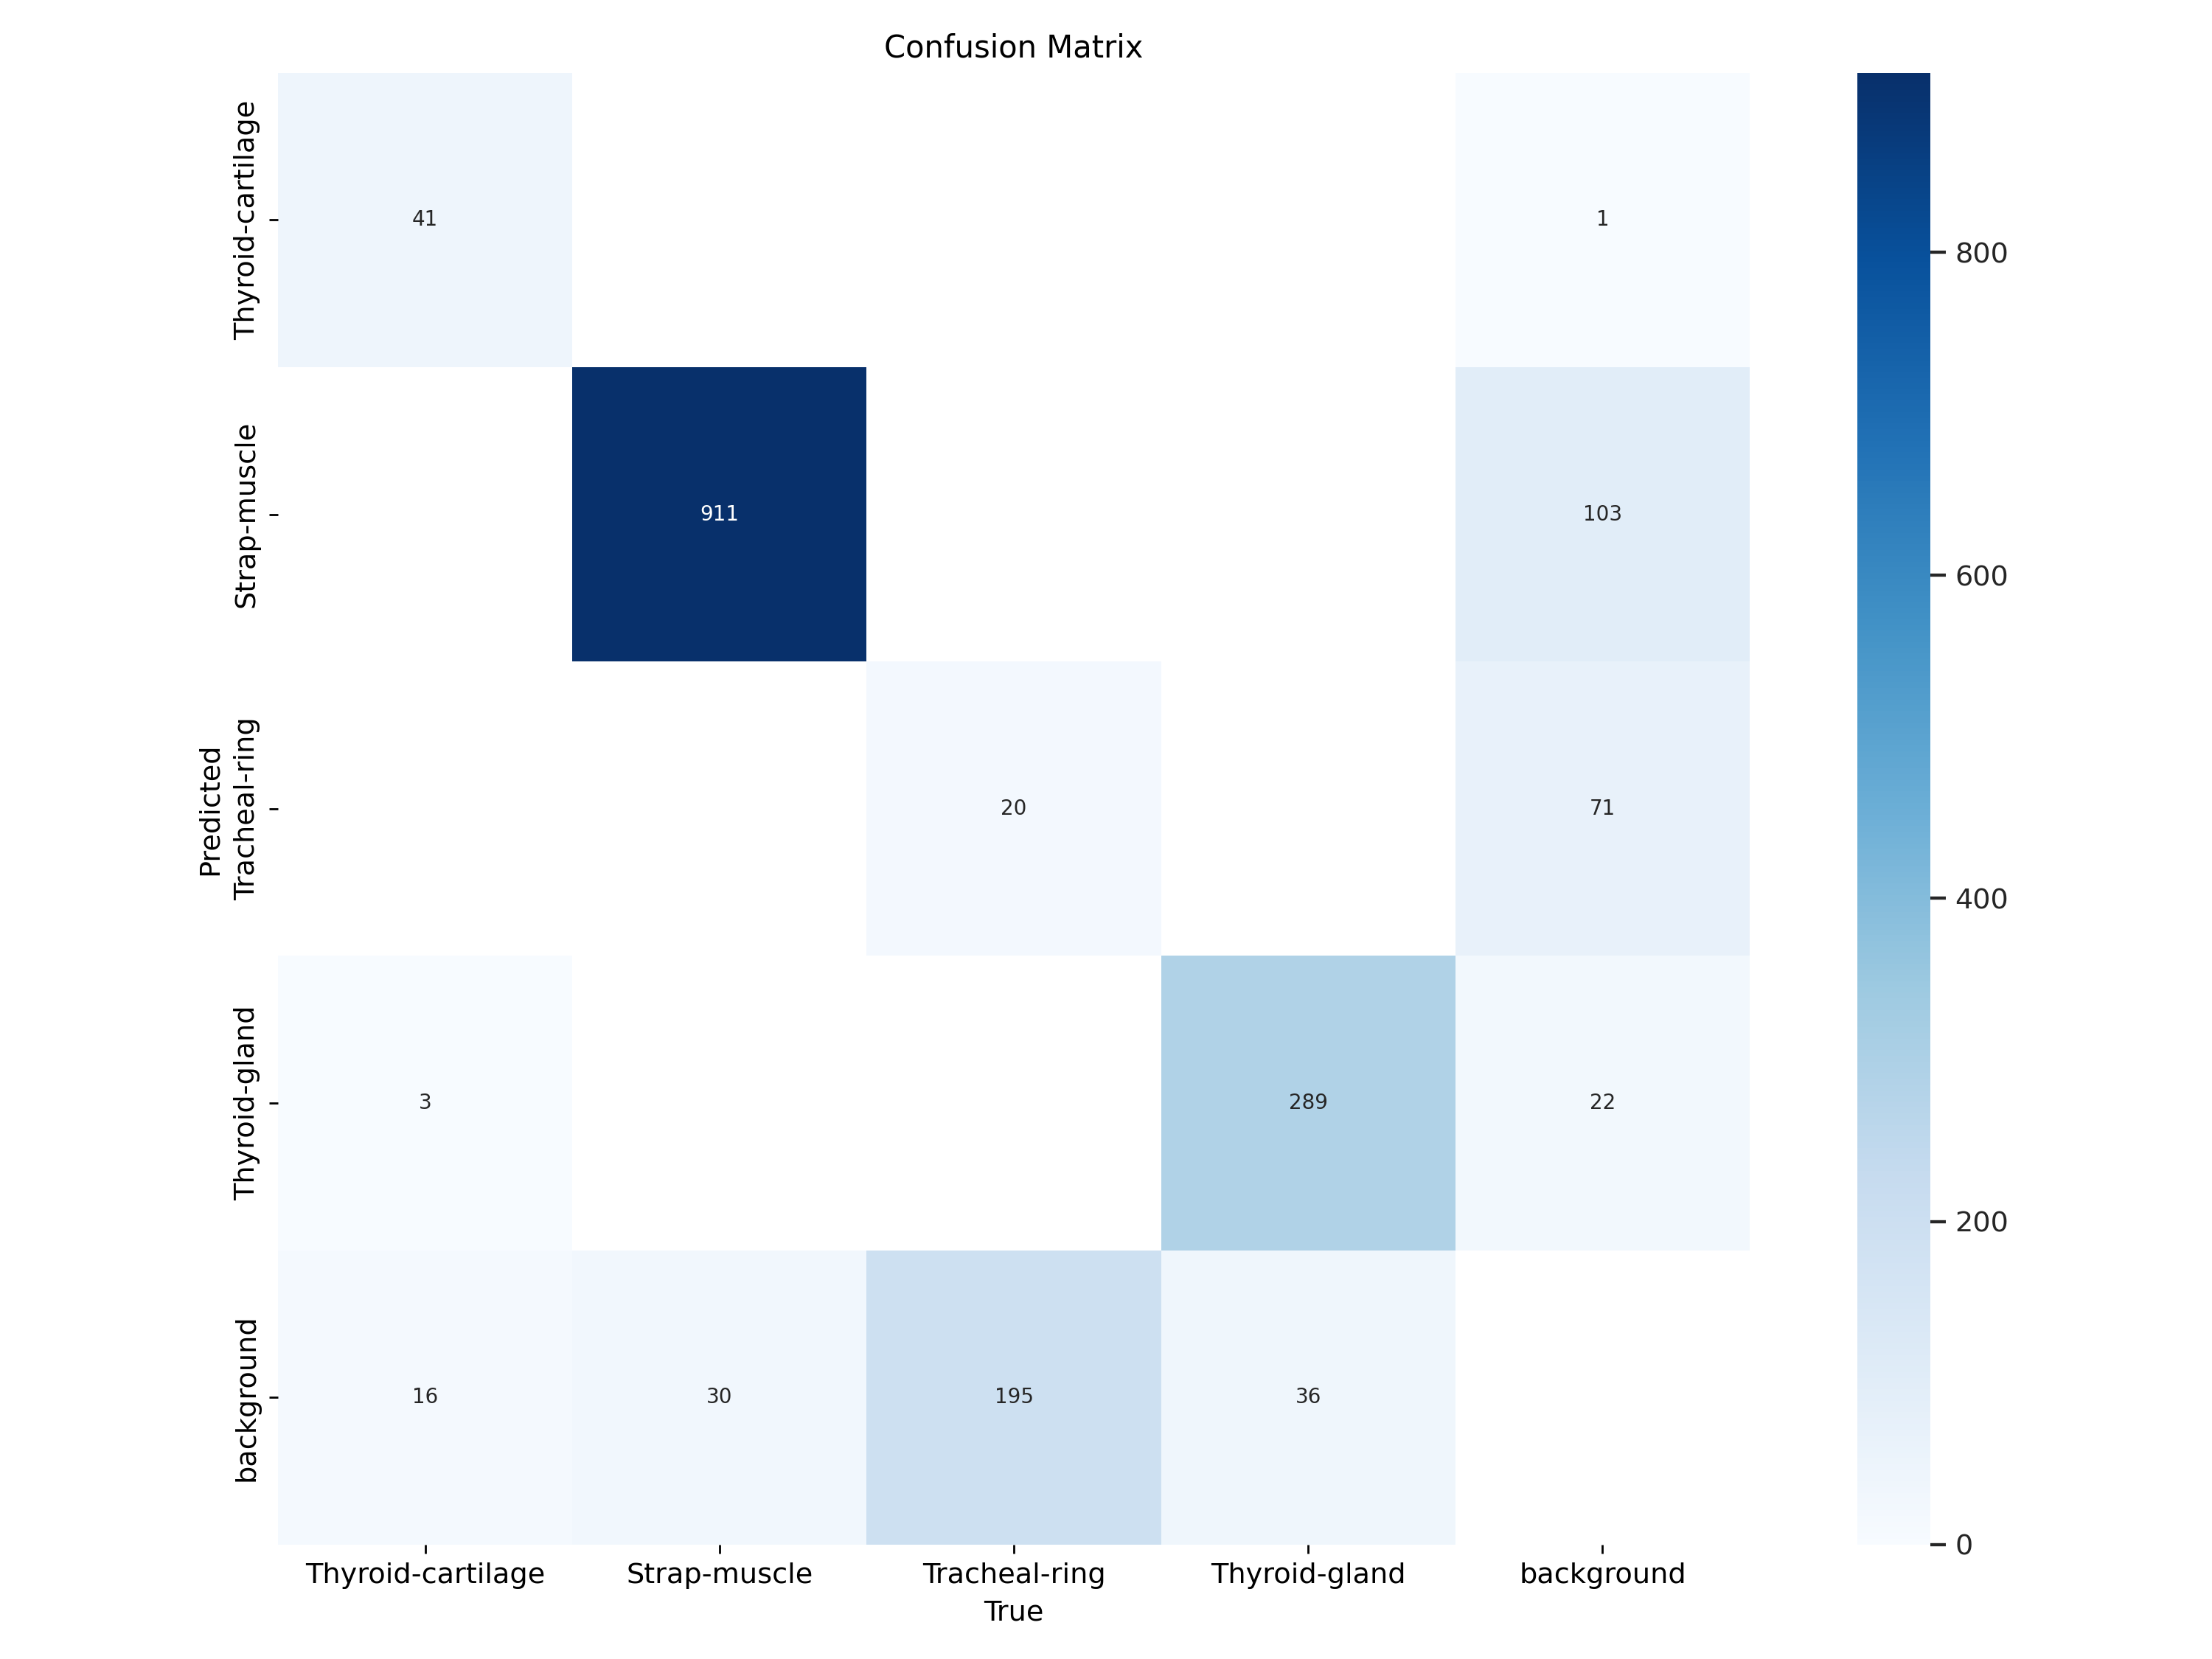 Confusion Matrix
Thyroid-cartilage
41
1
Strap-muscle
911
103
800
600
Predicted
Tracheal-ring
20
71
400
Thyroid-gland
3
289
22
200
background
16
30
195
36
0
Thyroid-cartilage
Strap-muscle
Tracheal-ring
Thyroid-gland
background
True